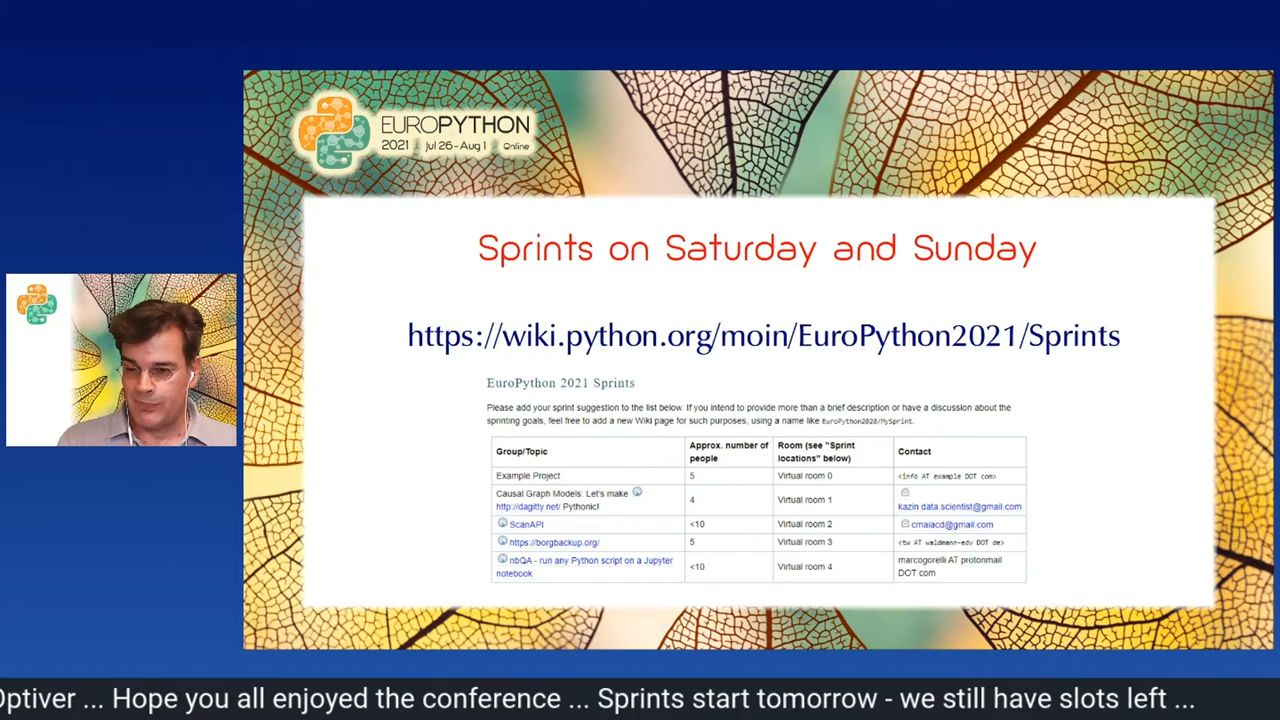 EUROPYTHON
2021 Jul 26-Aug 1 Online
Sprints on Saturday and Sunday
https://wiki.python.org/moin/EuroPython2021/Sprints
EuroPython 2021 Sprints
Please add your sprint suggestion to the list below. If you intend to provide more than a brief description or have a discussion about the
sprinting goals, feel free to add a new Wiki page for such purposes, using a name like EuroPython2020/MySprint.
Group/Topic
Approx. number of
people
Room (see "Sprint
locations" below)
Contact
Example Project
5
Virtual room 0
<info AT example DOT com>
Causal Graph Models: Let's make
http://dagitty.net/ Pythonic!
4
Virtual room 1
kazin.data.scientist@gmail.com
ScanAPI
<10
Virtual room 2
cmaiacd@gmail.com
https://borgbackup.org/
5
Virtual room 3
<tw AT waldmann-edv DOT de>
nbQA - run any Python script on a Jupyter
notebook
<10
Virtual room 4
marcogorelli AT protonmail
DOT com
Optiver ... Hope you all enjoyed the conference ... Sprints start tomorrow - we still have slots left ...